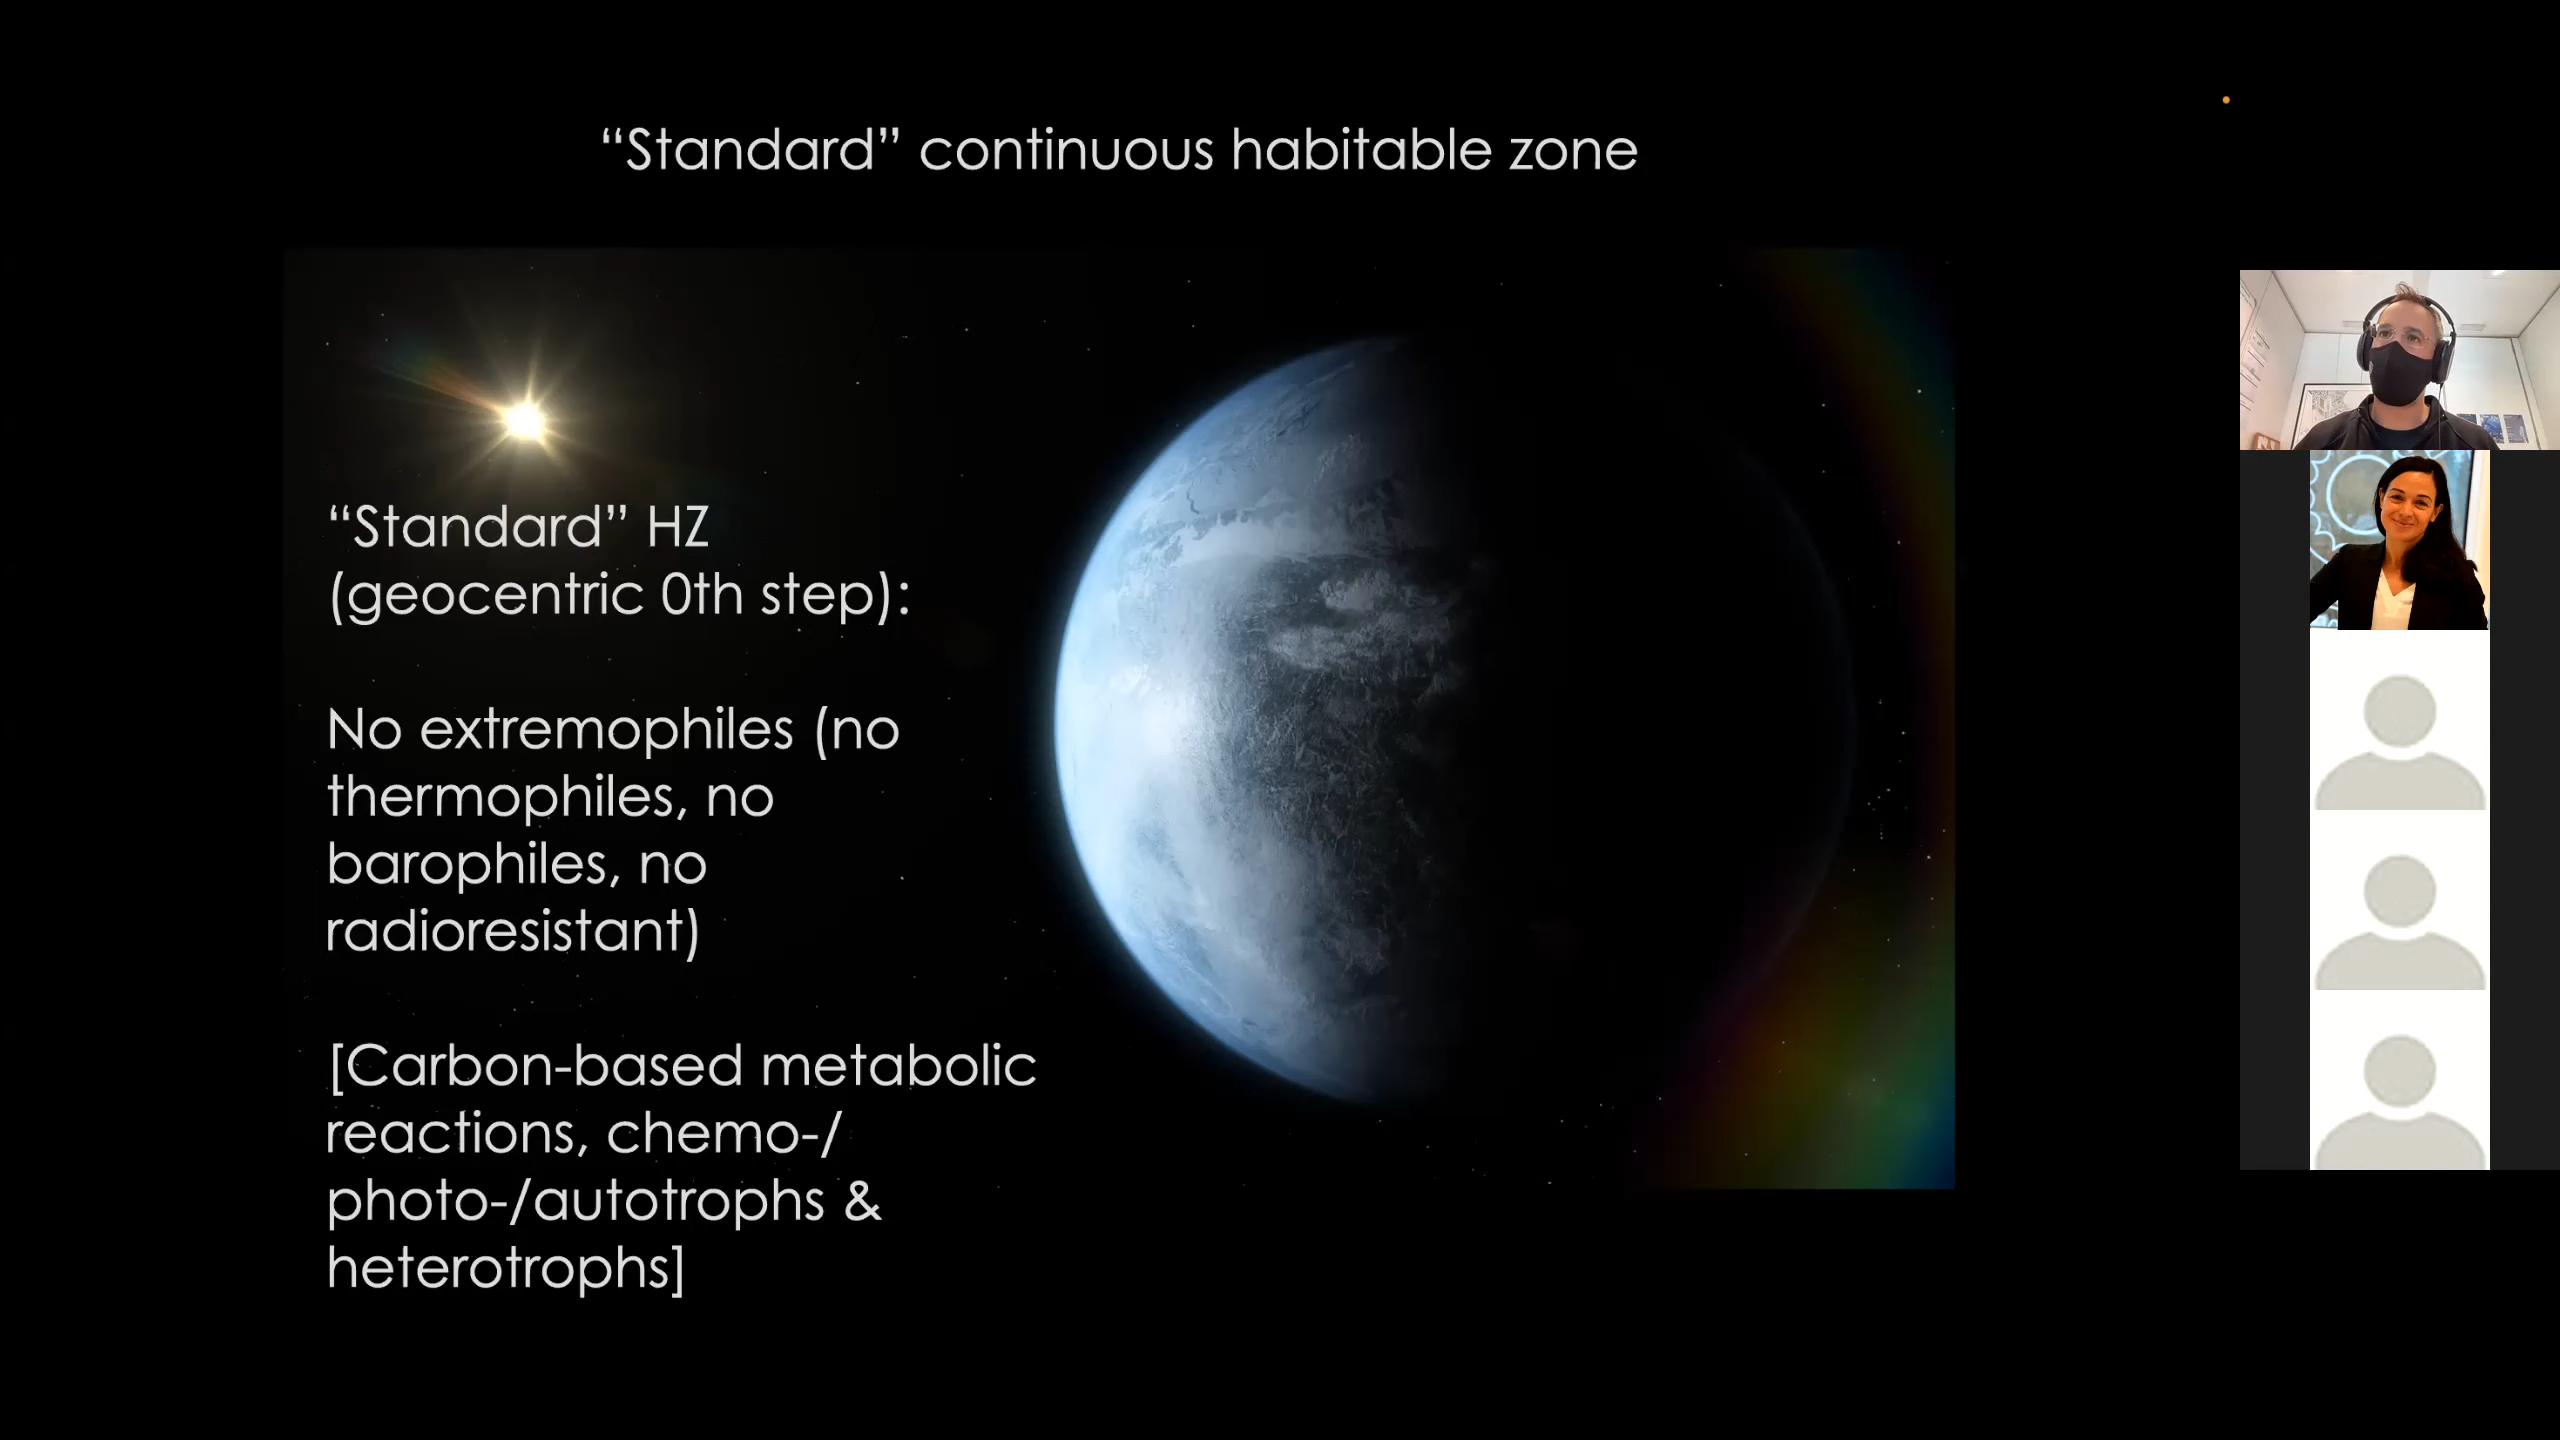 “Standard” continuous habitable zone
“Standard” HZ
(geocentric 0th step):
No extremophiles (no
thermophiles, no
barophiles, no
radioresistant)
[Carbon-based metabolic
reactions, chemo-/
photo-/autotrophs &
heterotrophs]